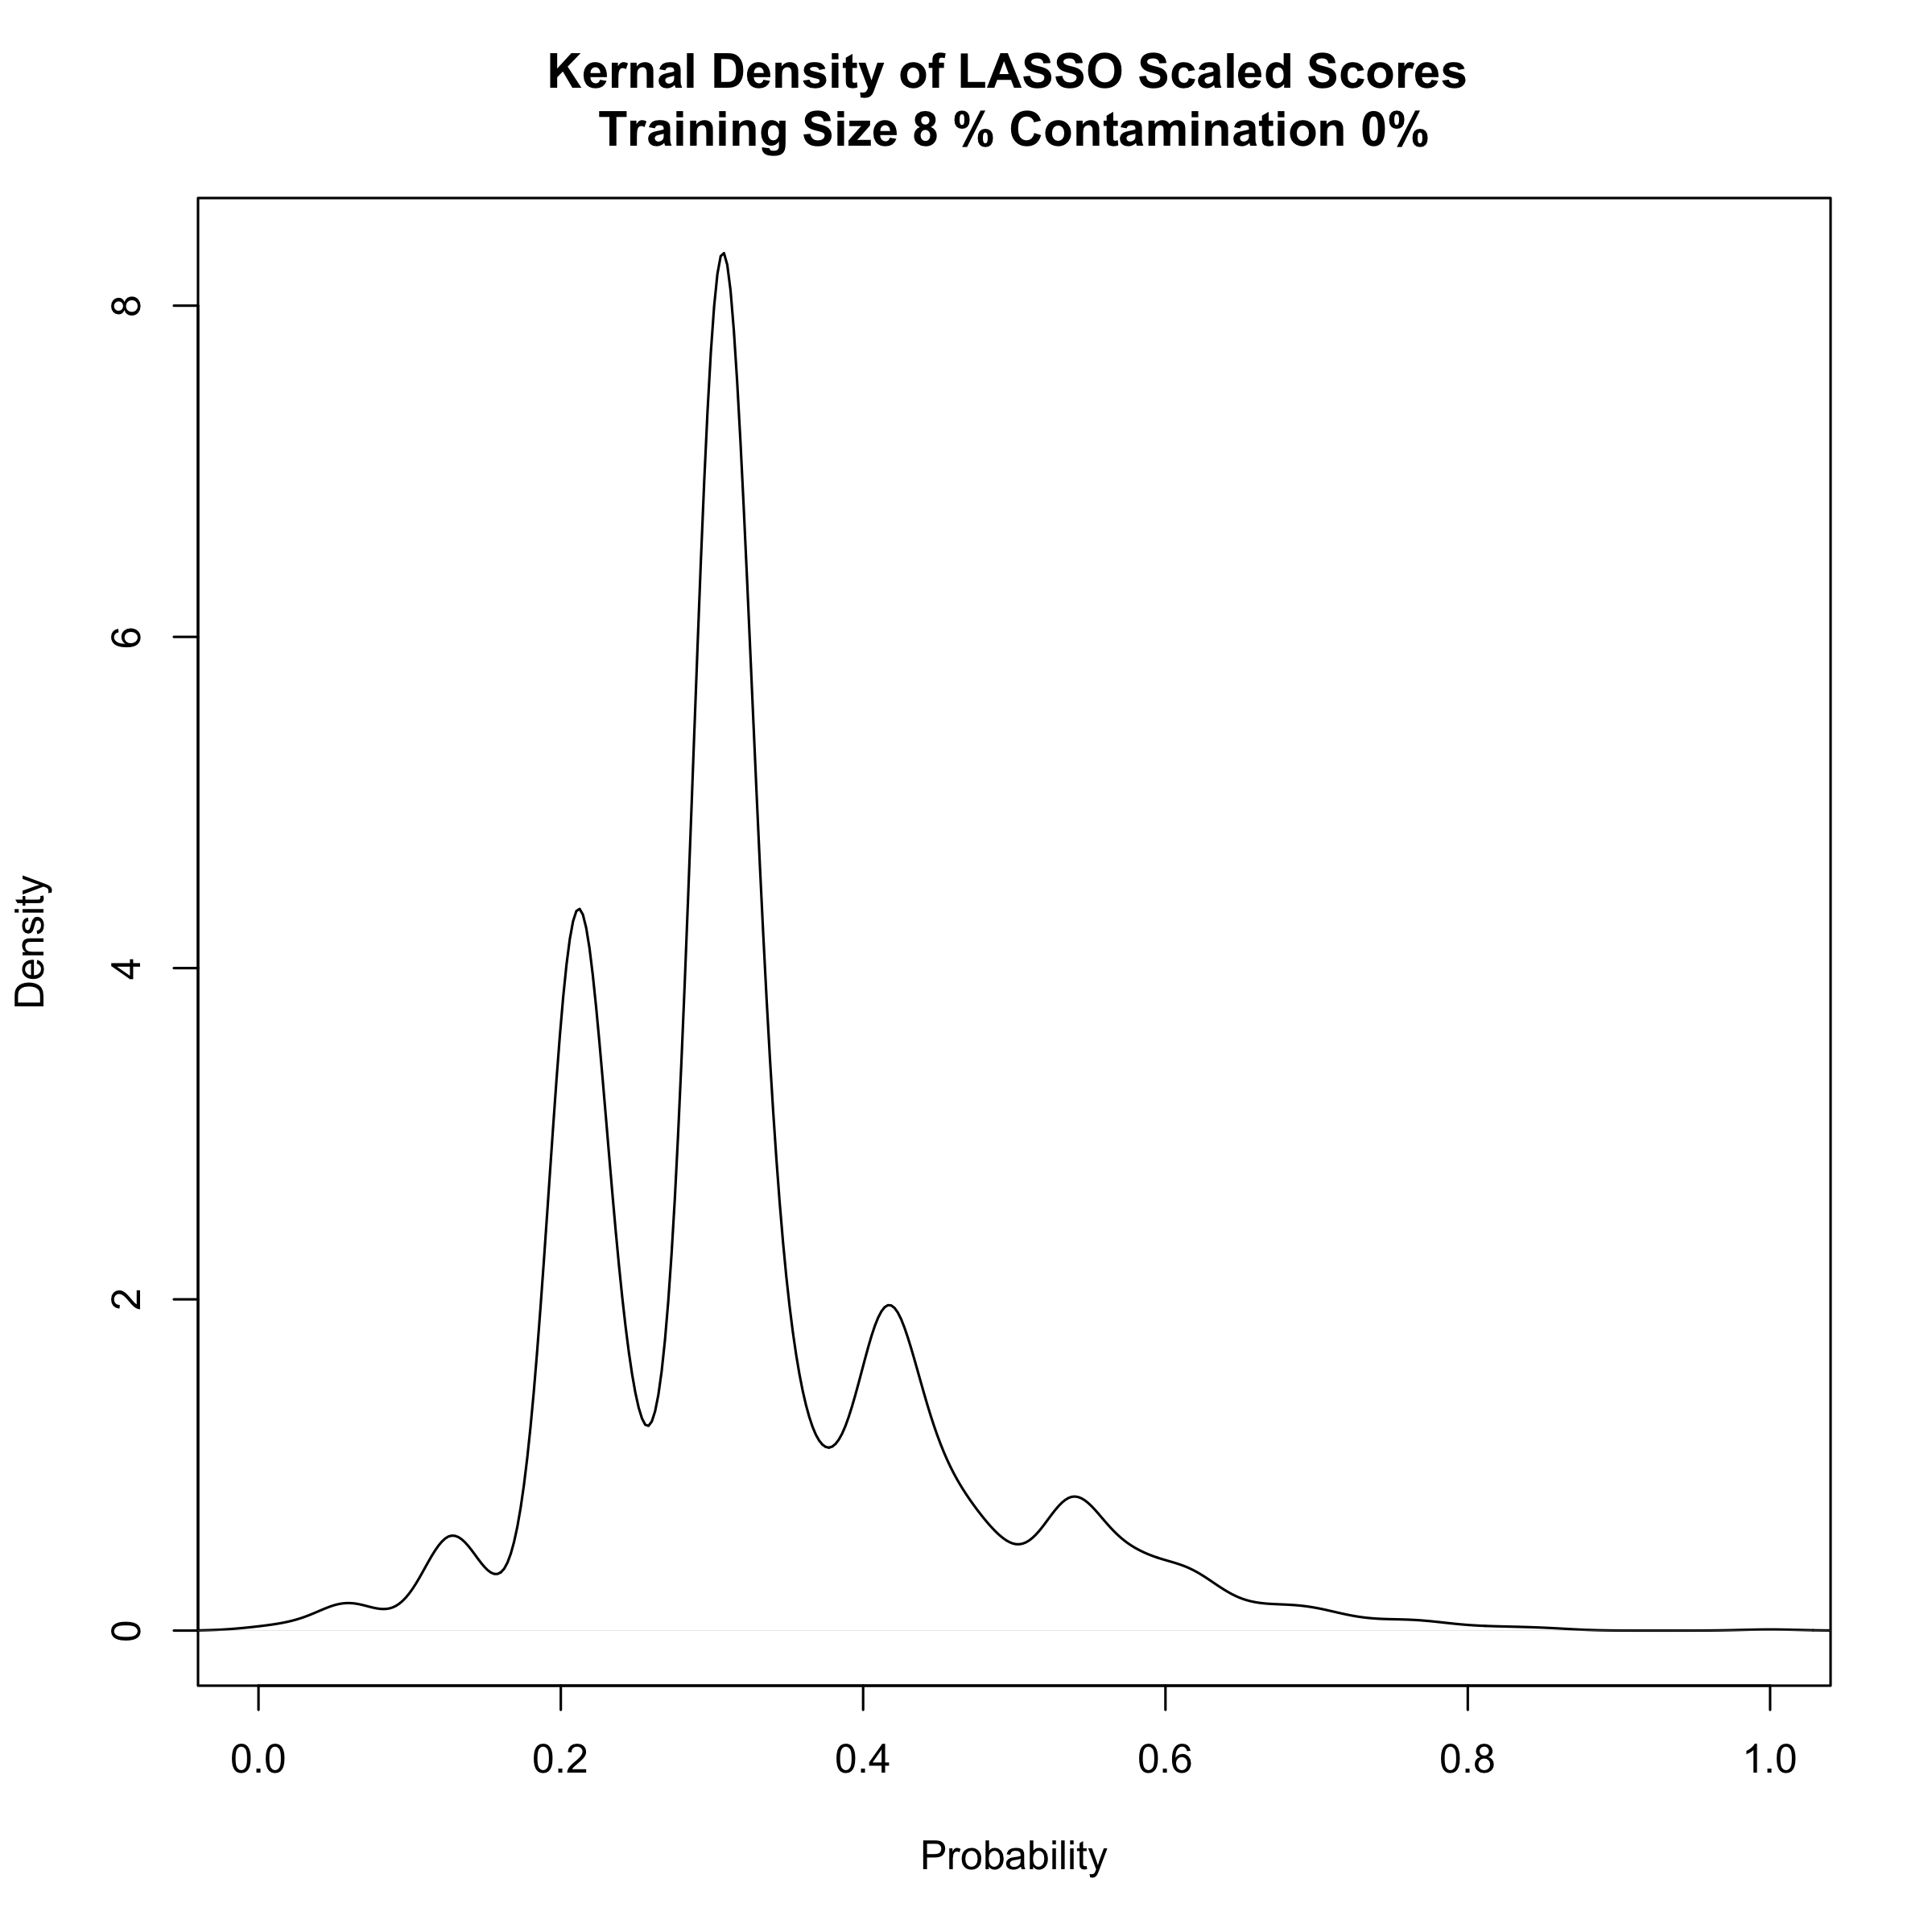 Kernal Density of LASSO Scaled Scores
Training Size 8 % Contamination 0%
Density
8
6
4
2
0
0.0 0.2 0.4 0.6 0.8 1.0
Probability